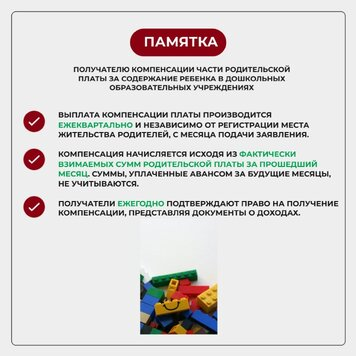 ПАМЯТКА
ПОЛУЧАТЕЛЮ КОМПЕНСАЦИИ ЧАСТИ РОДИТЕЛЬСКОЙ
ПЛАТЫ ЗА СОДЕРЖАНИЕ РЕБЕНКА В ДОШКОЛЬНЫХ
ОБРАЗОВАТЕЛЬНЫХ УЧРЕЖДЕНИЯХ
ВЫПЛАТА КОМПЕНСАЦИИ ПЛАТЫ ПРОИЗВОДИТСЯ
ЕЖЕКВАРТАЛЬНО И НЕЗАВИСИМО ОТ РЕГИСТРАЦИИ МЕСТА
ЖИТЕЛЬСТВА РОДИТЕЛЕЙ, С МЕСЯЦА ПОДАЧИ ЗАЯВЛЕНИЯ.
КОМПЕНСАЦИЯ НАЧИСЛЯЕТСЯ ИСХОДЯ ИЗ ФАКТИЧЕСКИ
ВЗИМАЕМЫХ СУММ РОДИТЕЛЬСКОЙ ПЛАТЫ ЗА ПРОШЕДШИЙ
МЕСЯЦ. СУММЫ, УПЛАЧЕННЫЕ АВАНСОМ ЗА БУДУЩИЕ МЕСЯЦЫ,
НЕ УЧИТЫВАЮТСЯ.
ПОЛУЧАТЕЛИ ЕЖЕГОДНО ПОДТВЕРЖДАЮТ ПРАВО НА ПОЛУЧЕНИЕ
КОМПЕНСАЦИИ, ПРЕДСТАВЛЯЯ ДОКУМЕНТЫ О ДОХОДАХ.